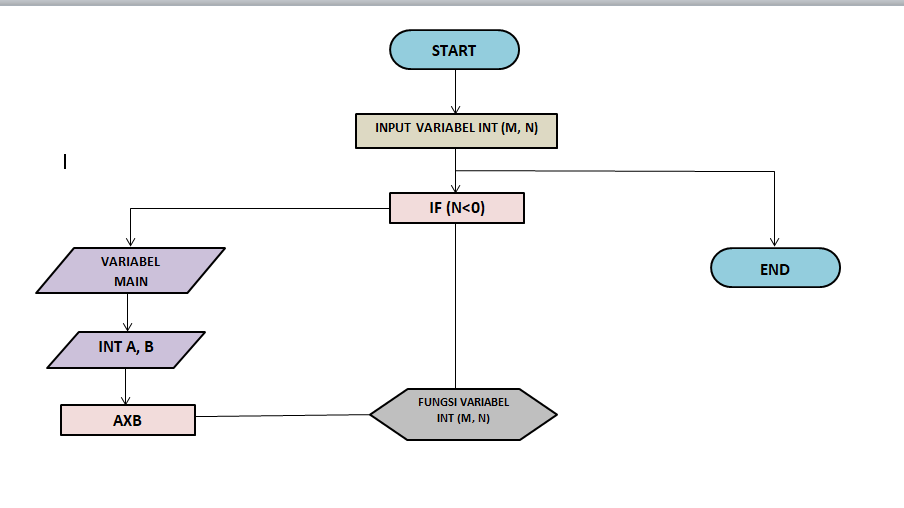 START
INPUT VARIABEL INT (M, N)
IF (N<0)
VARIABEL
MAIN
END
INT A, B
AXB
FUNGSI VARIABEL
INT (M, N)